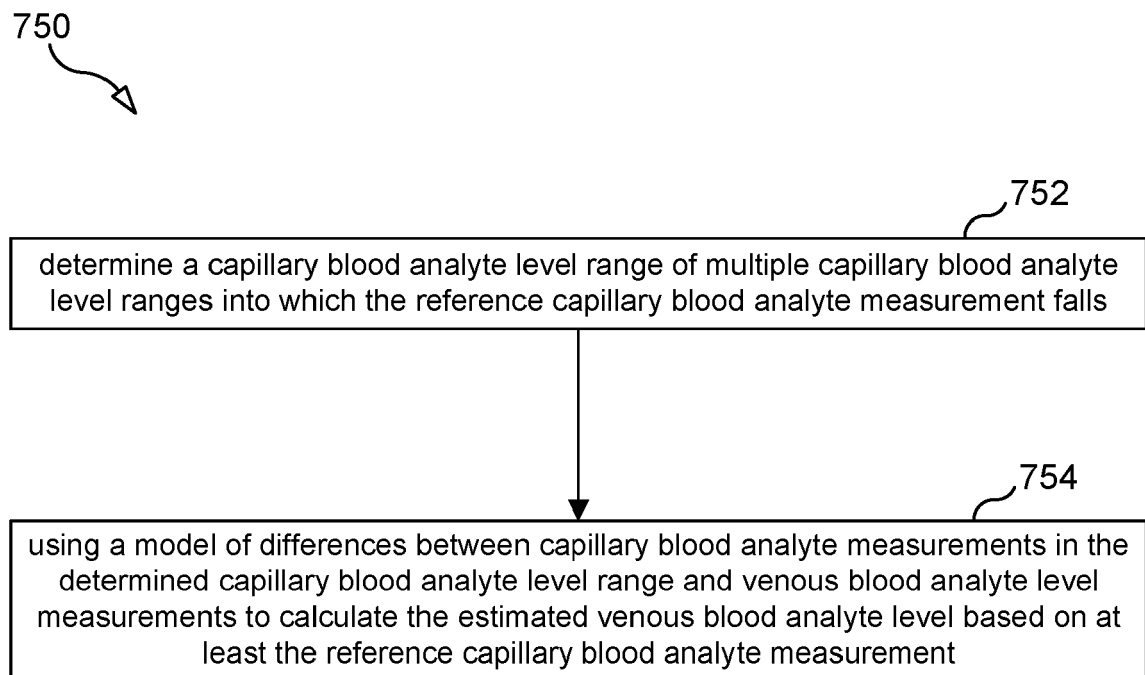 750
752
determine a capillary blood analyte level range of multiple capillary blood analyte
level ranges into which the reference capillary blood analyte measurement falls
754
using a model of differences between capillary blood analyte measurements in the
determined capillary blood analyte level range and venous blood analyte level
measurements to calculate the estimated venous blood analyte level based on at
least the reference capillary blood analyte measurement